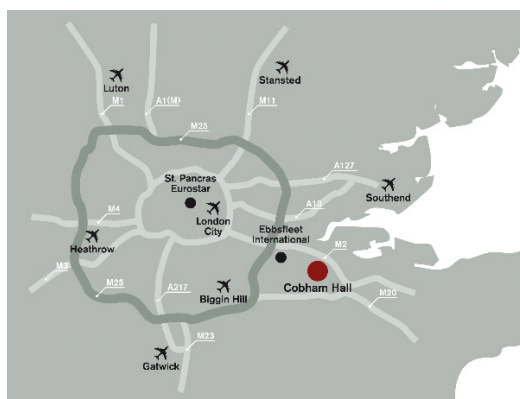 Stansted
Luton
M1
A1(M)
M11
M25
St. Pancras
Eurostar
A127
Southend
London
City
A13
M4
Ebbsfleet
International
M2
Heathrow
M3
Cobham Hall
M25
A217
Biggin Hill
M20
M23
Gatwick